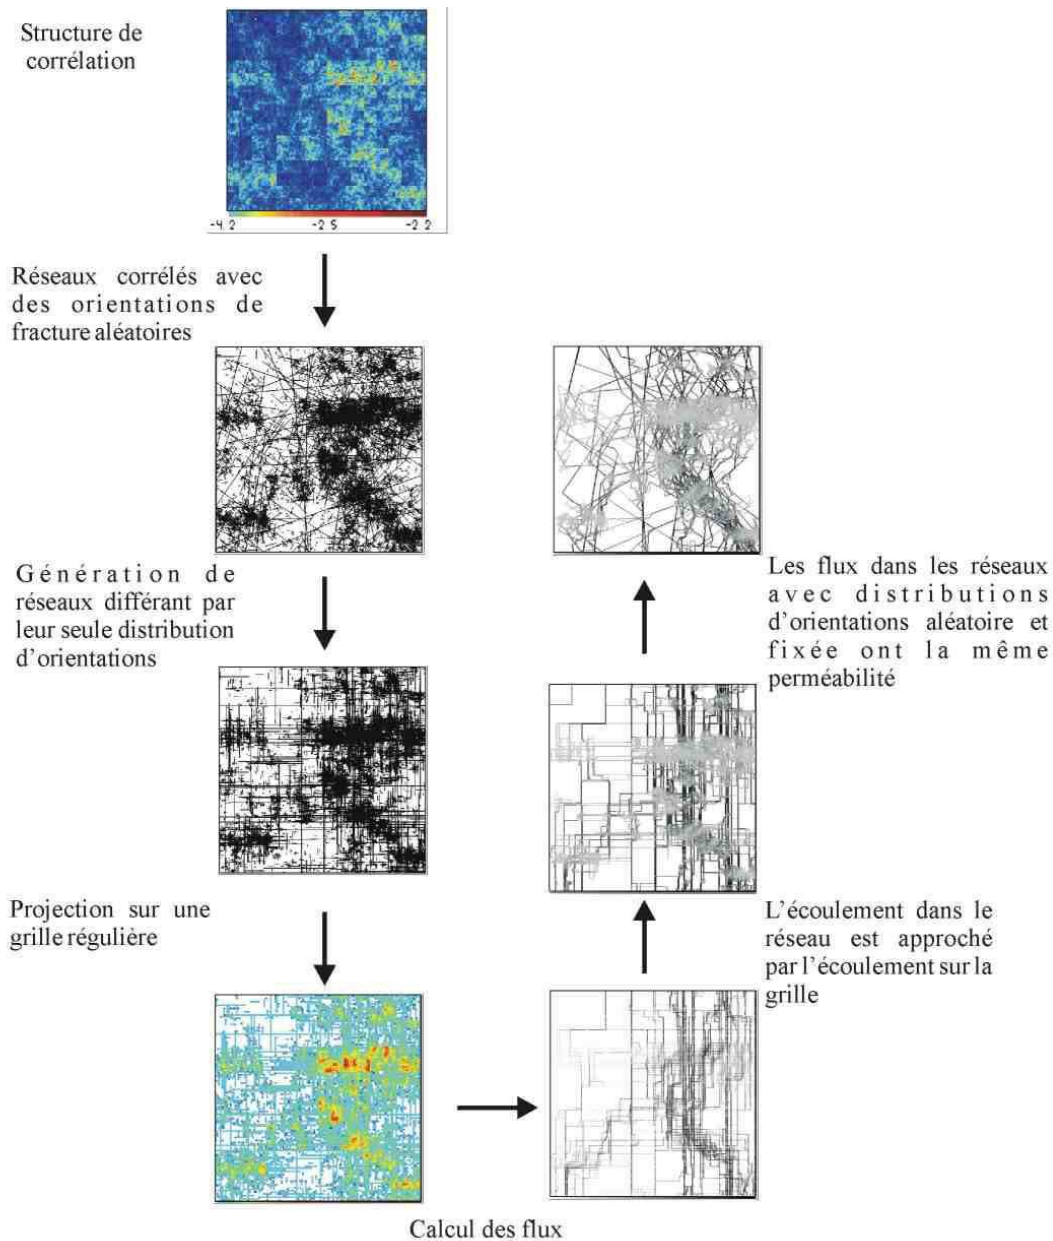 Structure de
corrélation
-4.2 -2.5 -2.2
Réseaux corrélés avec
des orientations de
fracture aléatoires
Génération de
réseaux différant par
leur seule distribution
d'orientations
Projection sur une
grille régulière
Calcul des flux
L'écoulement dans le
réseau est approché
par l'écoulement sur la
grille
Les flux dans les réseaux
avec distributions
d'orientations aléatoire et
fixée ont la même
perméabilité